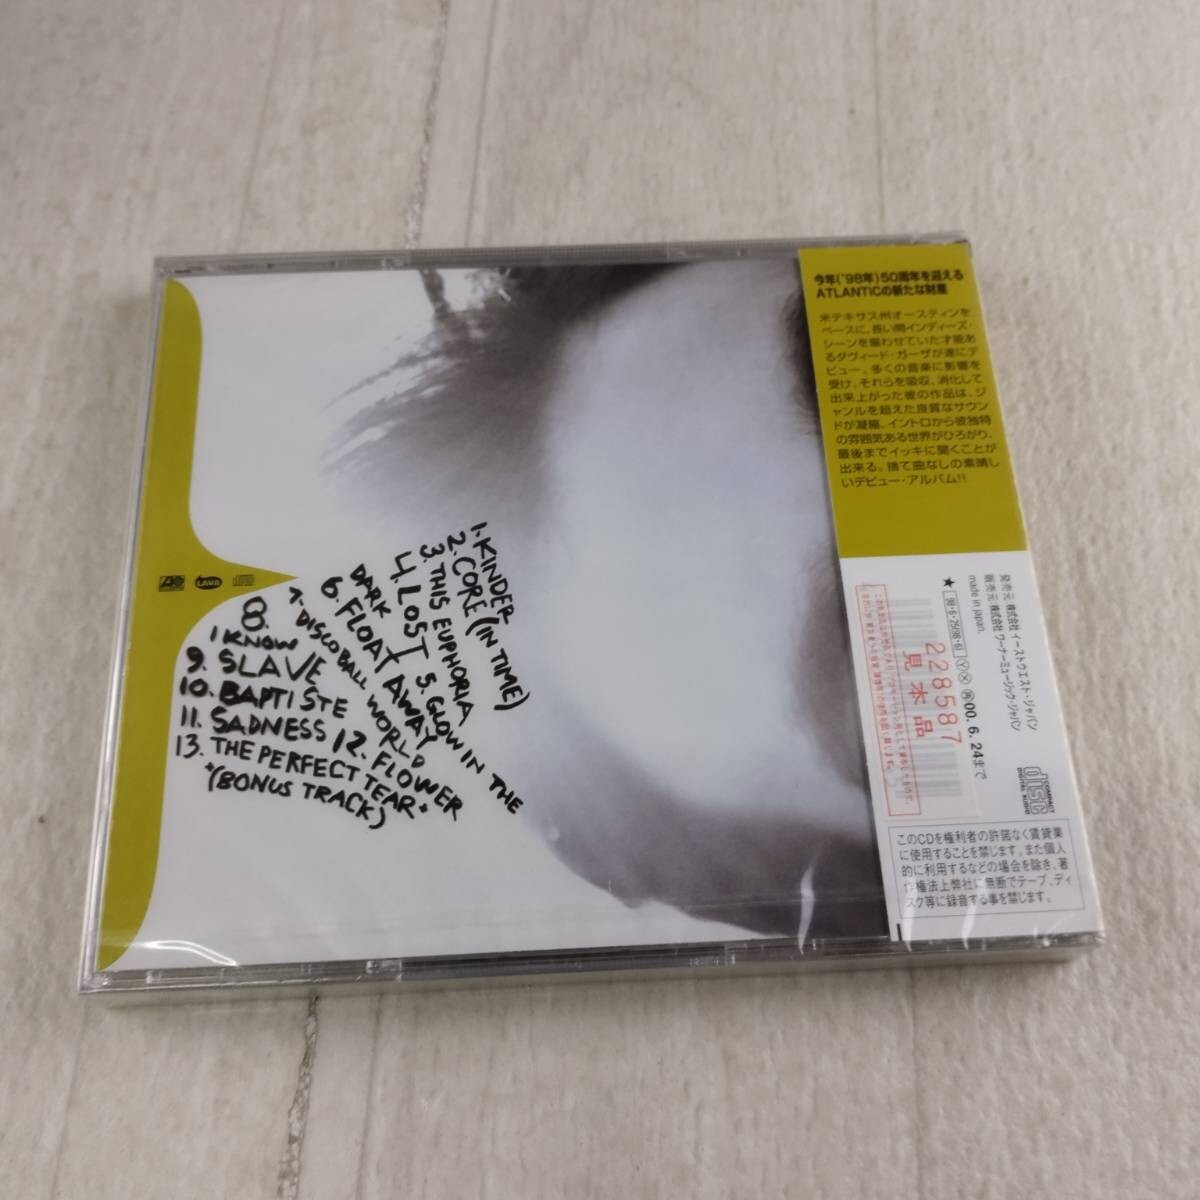 今年('98年)50周年を迎える
ATLANTICの新たな財産
米テキサス州オースティンを
ベースに、長い間インディーズ・
シーンを賑わせていた才能あ
るダヴィード・ガーザが遂にデ
ビュー。多くの音楽に影響を
受け、それらを吸収、消化して
出来上がった彼の作品は、ジ
ャンルを超えた良質なサウン
ドが凝縮、イントロから彼独特
の雰囲気ある世界がひろがり、
最後までイッキに聞くことが
出来る。捨て曲なしの素晴し
いデビュー・アルバム!!
1. KINDER
2. CORE (IN TIME)
3. THIS EUPHORIA
4. LOST 5. GLOW IN THE
DARK
6. FLOAT AWAY
7. DISCO BALL WORLD
8.
I KNOW
9. SLAVE
10. BAPTISTE
11. SADNESS 12. FLOWER
13. THE PERFECT TEAR*
*(BONUS TRACK)
LAVA
発売元: 株式会社 イーストウエスト・ジャパン
販売元: 株式会社 ワーナーミュージック・ジャパン
made in japan.
★ 98・6・25(98・6) Ⓨ Ⓧ 再00. 6. 24まで
228587
見本品
COMPACT
disc
DIGITAL AUDIO
このCDを権利者の許諾なく賃貸業
に使用することを禁じます。また個人
的に利用するなどの場合を除き、著
作権法上弊社に無断でテープ、ディ
スク等に録音する事を禁じます。